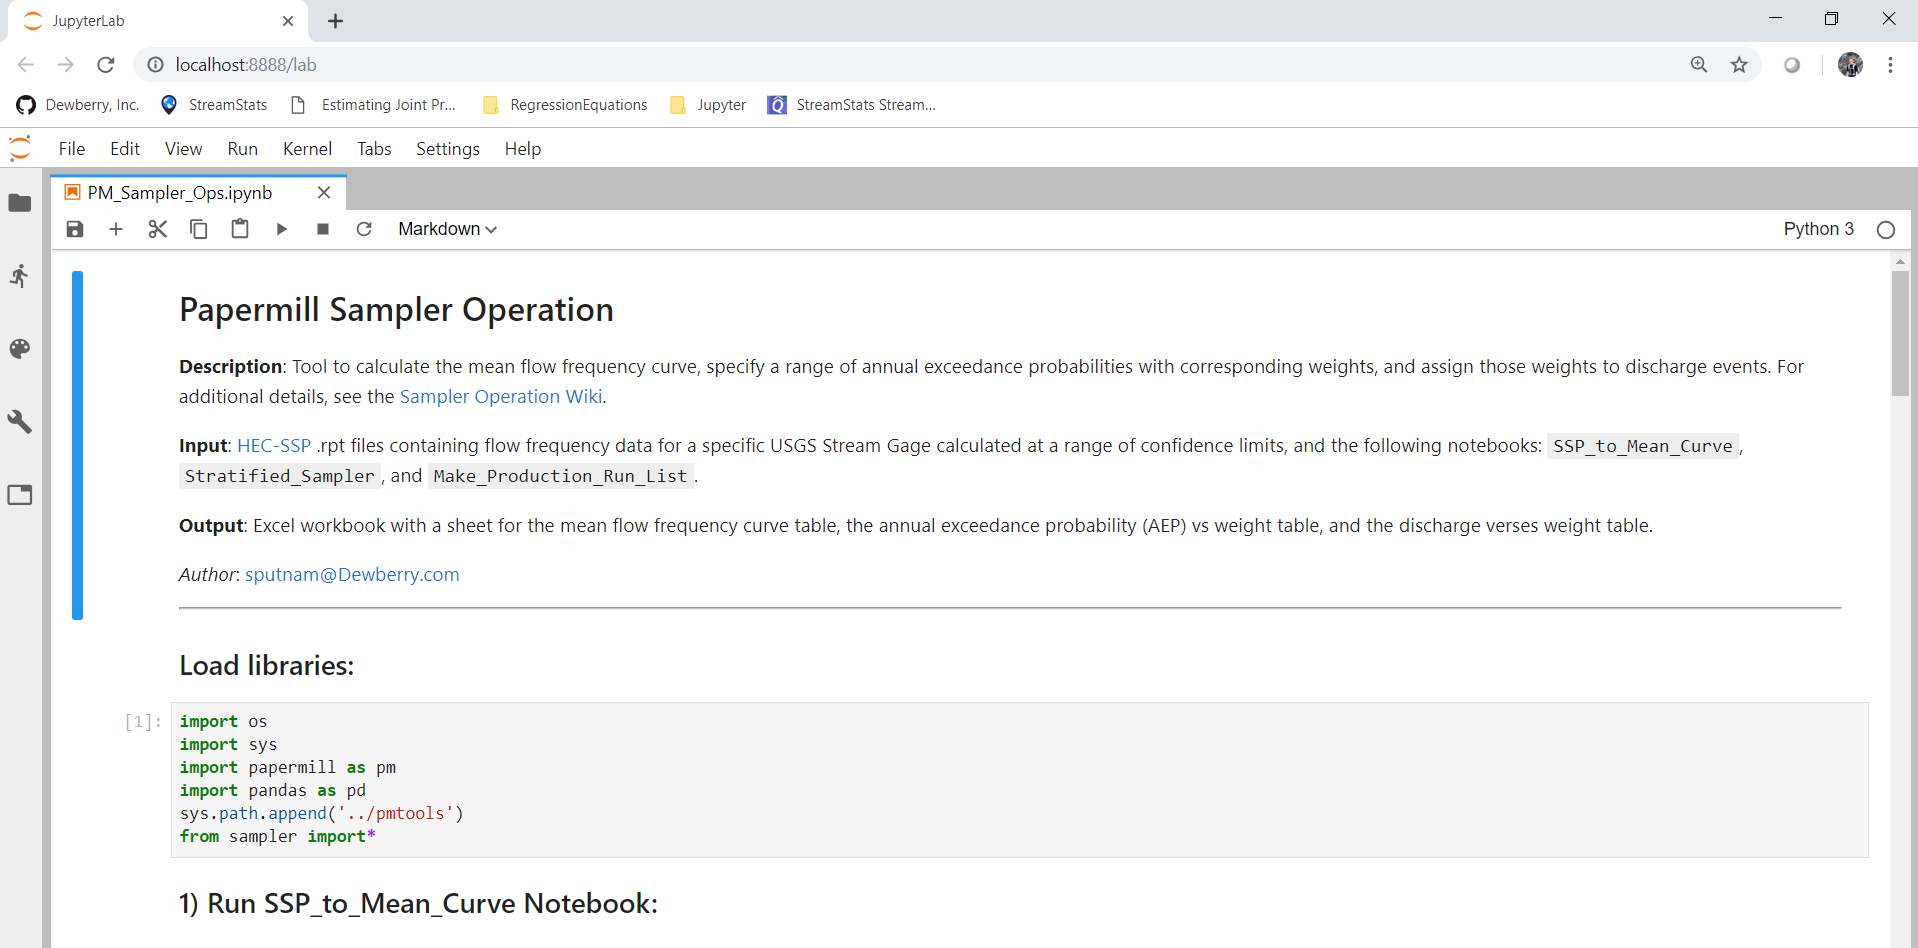 JupyterLab
localhost:8888/lab
Dewberry, Inc. StreamStats Estimating Joint Pr... RegressionEquations Jupyter StreamStats Stream...
File Edit View Run Kernel Tabs Settings Help
PM_Sampler_Ops.ipynb
Markdown Python 3
Papermill Sampler Operation
Description: Tool to calculate the mean flow frequency curve, specify a range of annual exceedance probabilities with corresponding weights, and assign those weights to discharge events. For
additional details, see the Sampler Operation Wiki.
Input: HEC-SSP .rpt files containing flow frequency data for a specific USGS Stream Gage calculated at a range of confidence limits, and the following notebooks: SSP_to_Mean_Curve,
Stratified_Sampler, and Make_Production_Run_List.
Output: Excel workbook with a sheet for the mean flow frequency curve table, the annual exceedance probability (AEP) vs weight table, and the discharge verses weight table.
Author: sputnam@Dewberry.com
Load libraries:
[1]: import os
import sys
import papermill as pm
import pandas as pd
sys.path.append('../pmtools')
from sampler import*
1) Run SSP_to_Mean_Curve Notebook: